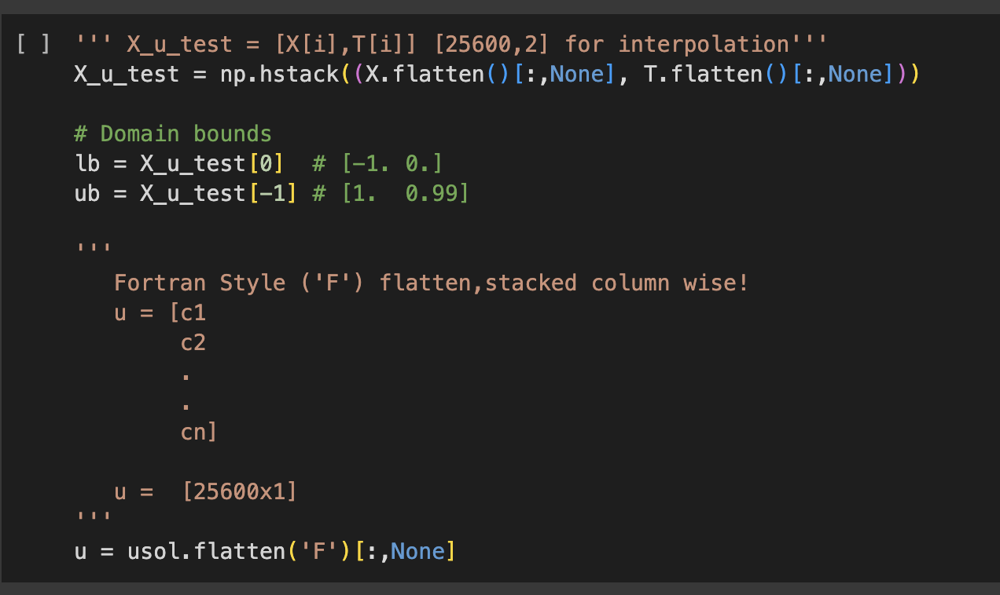 [ ] ''' X_u_test = [X[i],T[i]] [25600,2] for interpolation'''
X_u_test = np.hstack((X.flatten()[:,None], T.flatten()[:,None]))
# Domain bounds
lb = X_u_test[0]  # [-1. 0.]
ub = X_u_test[-1] # [1.  0.99]
'''
   Fortran Style ('F') flatten,stacked column wise!
   u = [c1
        c2
        .
        .
        cn]
   u =  [25600x1]
'''
u = usol.flatten('F')[:,None]